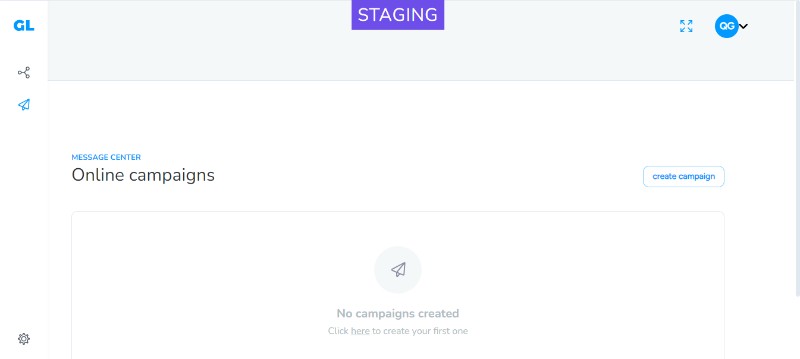 STAGING
GL
QG
MESSAGE CENTER
Online campaigns
create campaign
No campaigns created
Click here to create your first one